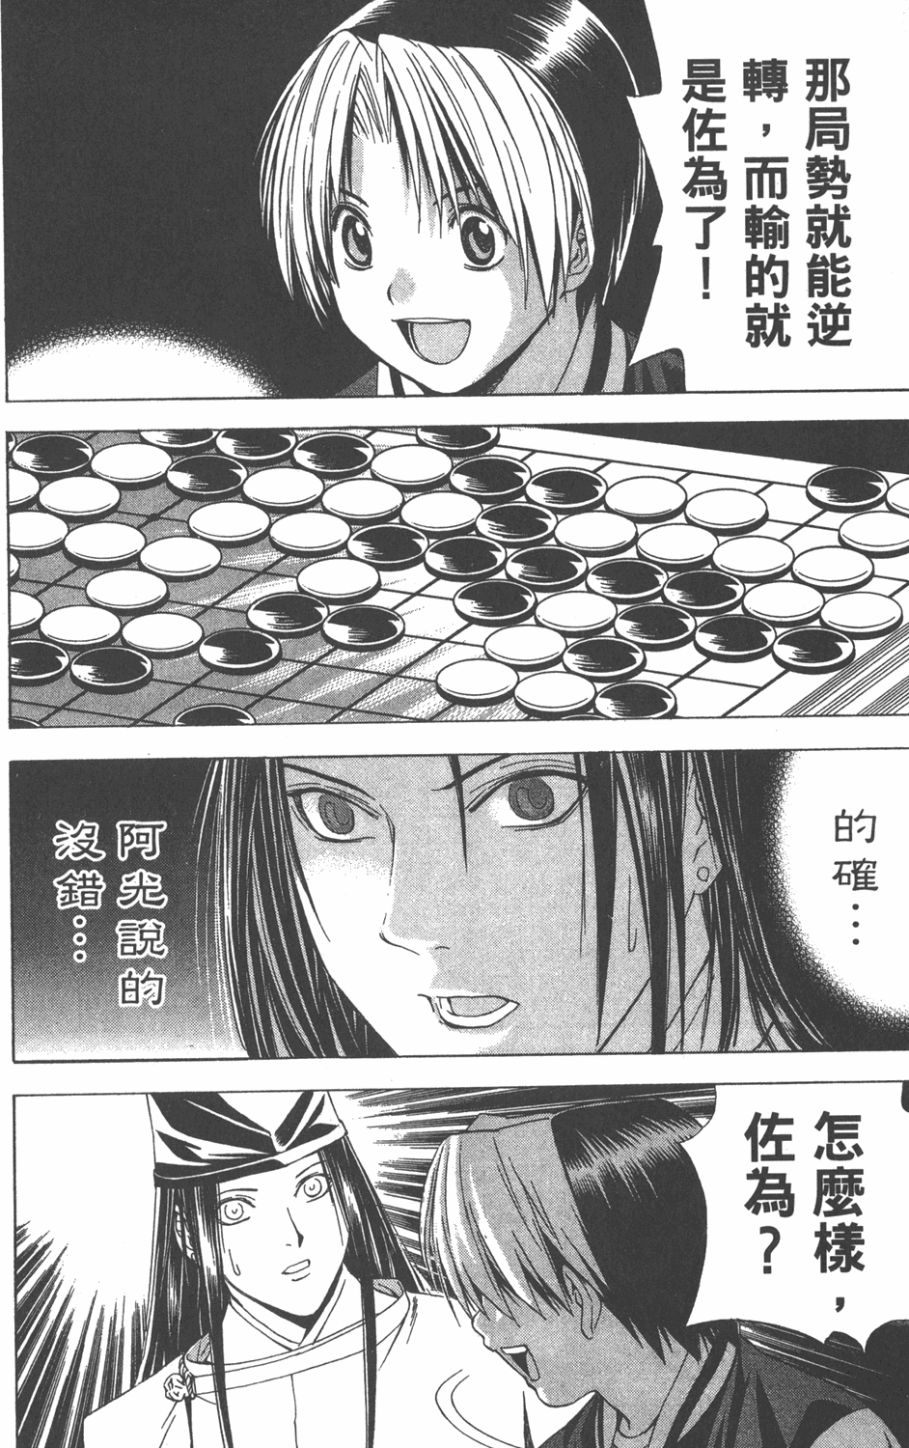 那局勢就能逆
轉，而輸的就
是佐為了！
的確…
阿光說的
沒錯…
怎麼樣，
佐為？